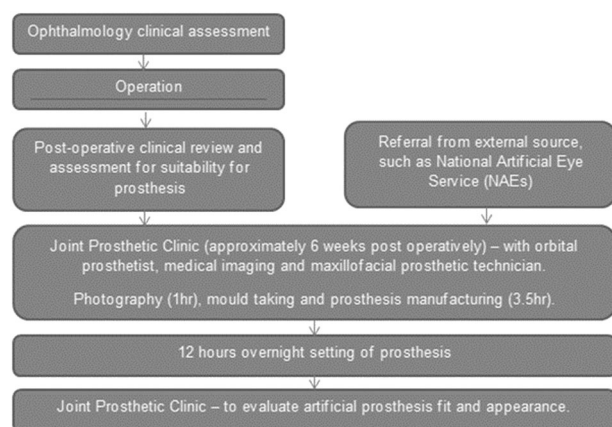 Ophthalmology clinical assessment
Operation
Post-operative clinical review and
assessment for suitability for
prosthesis
Referral from external source,
such as National Artificial Eye
Service (NAEs)
Joint Prosthetic Clinic (approximately 6 weeks post operatively) – with orbital
prosthetist, medical imaging and maxillofacial prosthetic technician.
Photography (1hr), mould taking and prosthesis manufacturing (3.5hr).
12 hours overnight setting of prosthesis
Joint Prosthetic Clinic – to evaluate artificial prosthesis fit and appearance.